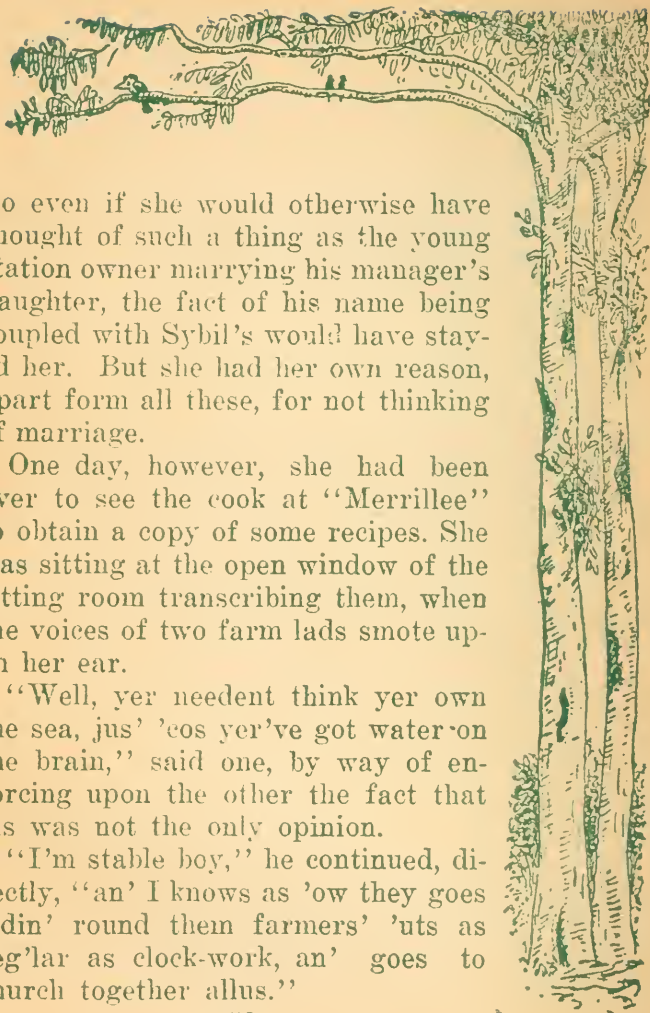 o even if she would otherwise have
hought of such a thing as the young
tation owner marrying his manager's
aughter, the fact of his name being
oupled with Sybil's would have stay-
d her. But she had her own reason,
part form all these, for not thinking
f marriage.
One day, however, she had been
ver to see the cook at "Merrillee"
o obtain a copy of some recipes. She
as sitting at the open window of the
tting room transcribing them, when
he voices of two farm lads smote up-
n her ear.
"Well, yer needent think yer own
he sea, jus' 'cos yer've got water on
he brain," said one, by way of en-
orcing upon the other the fact that
is was not the only opinion.
"I'm stable boy," he continued, di-
ectly, "an' I knows as 'ow they goes
din' round them farmers' 'uts as
eg'lar as clock-work, an' goes to
hurch together allus."